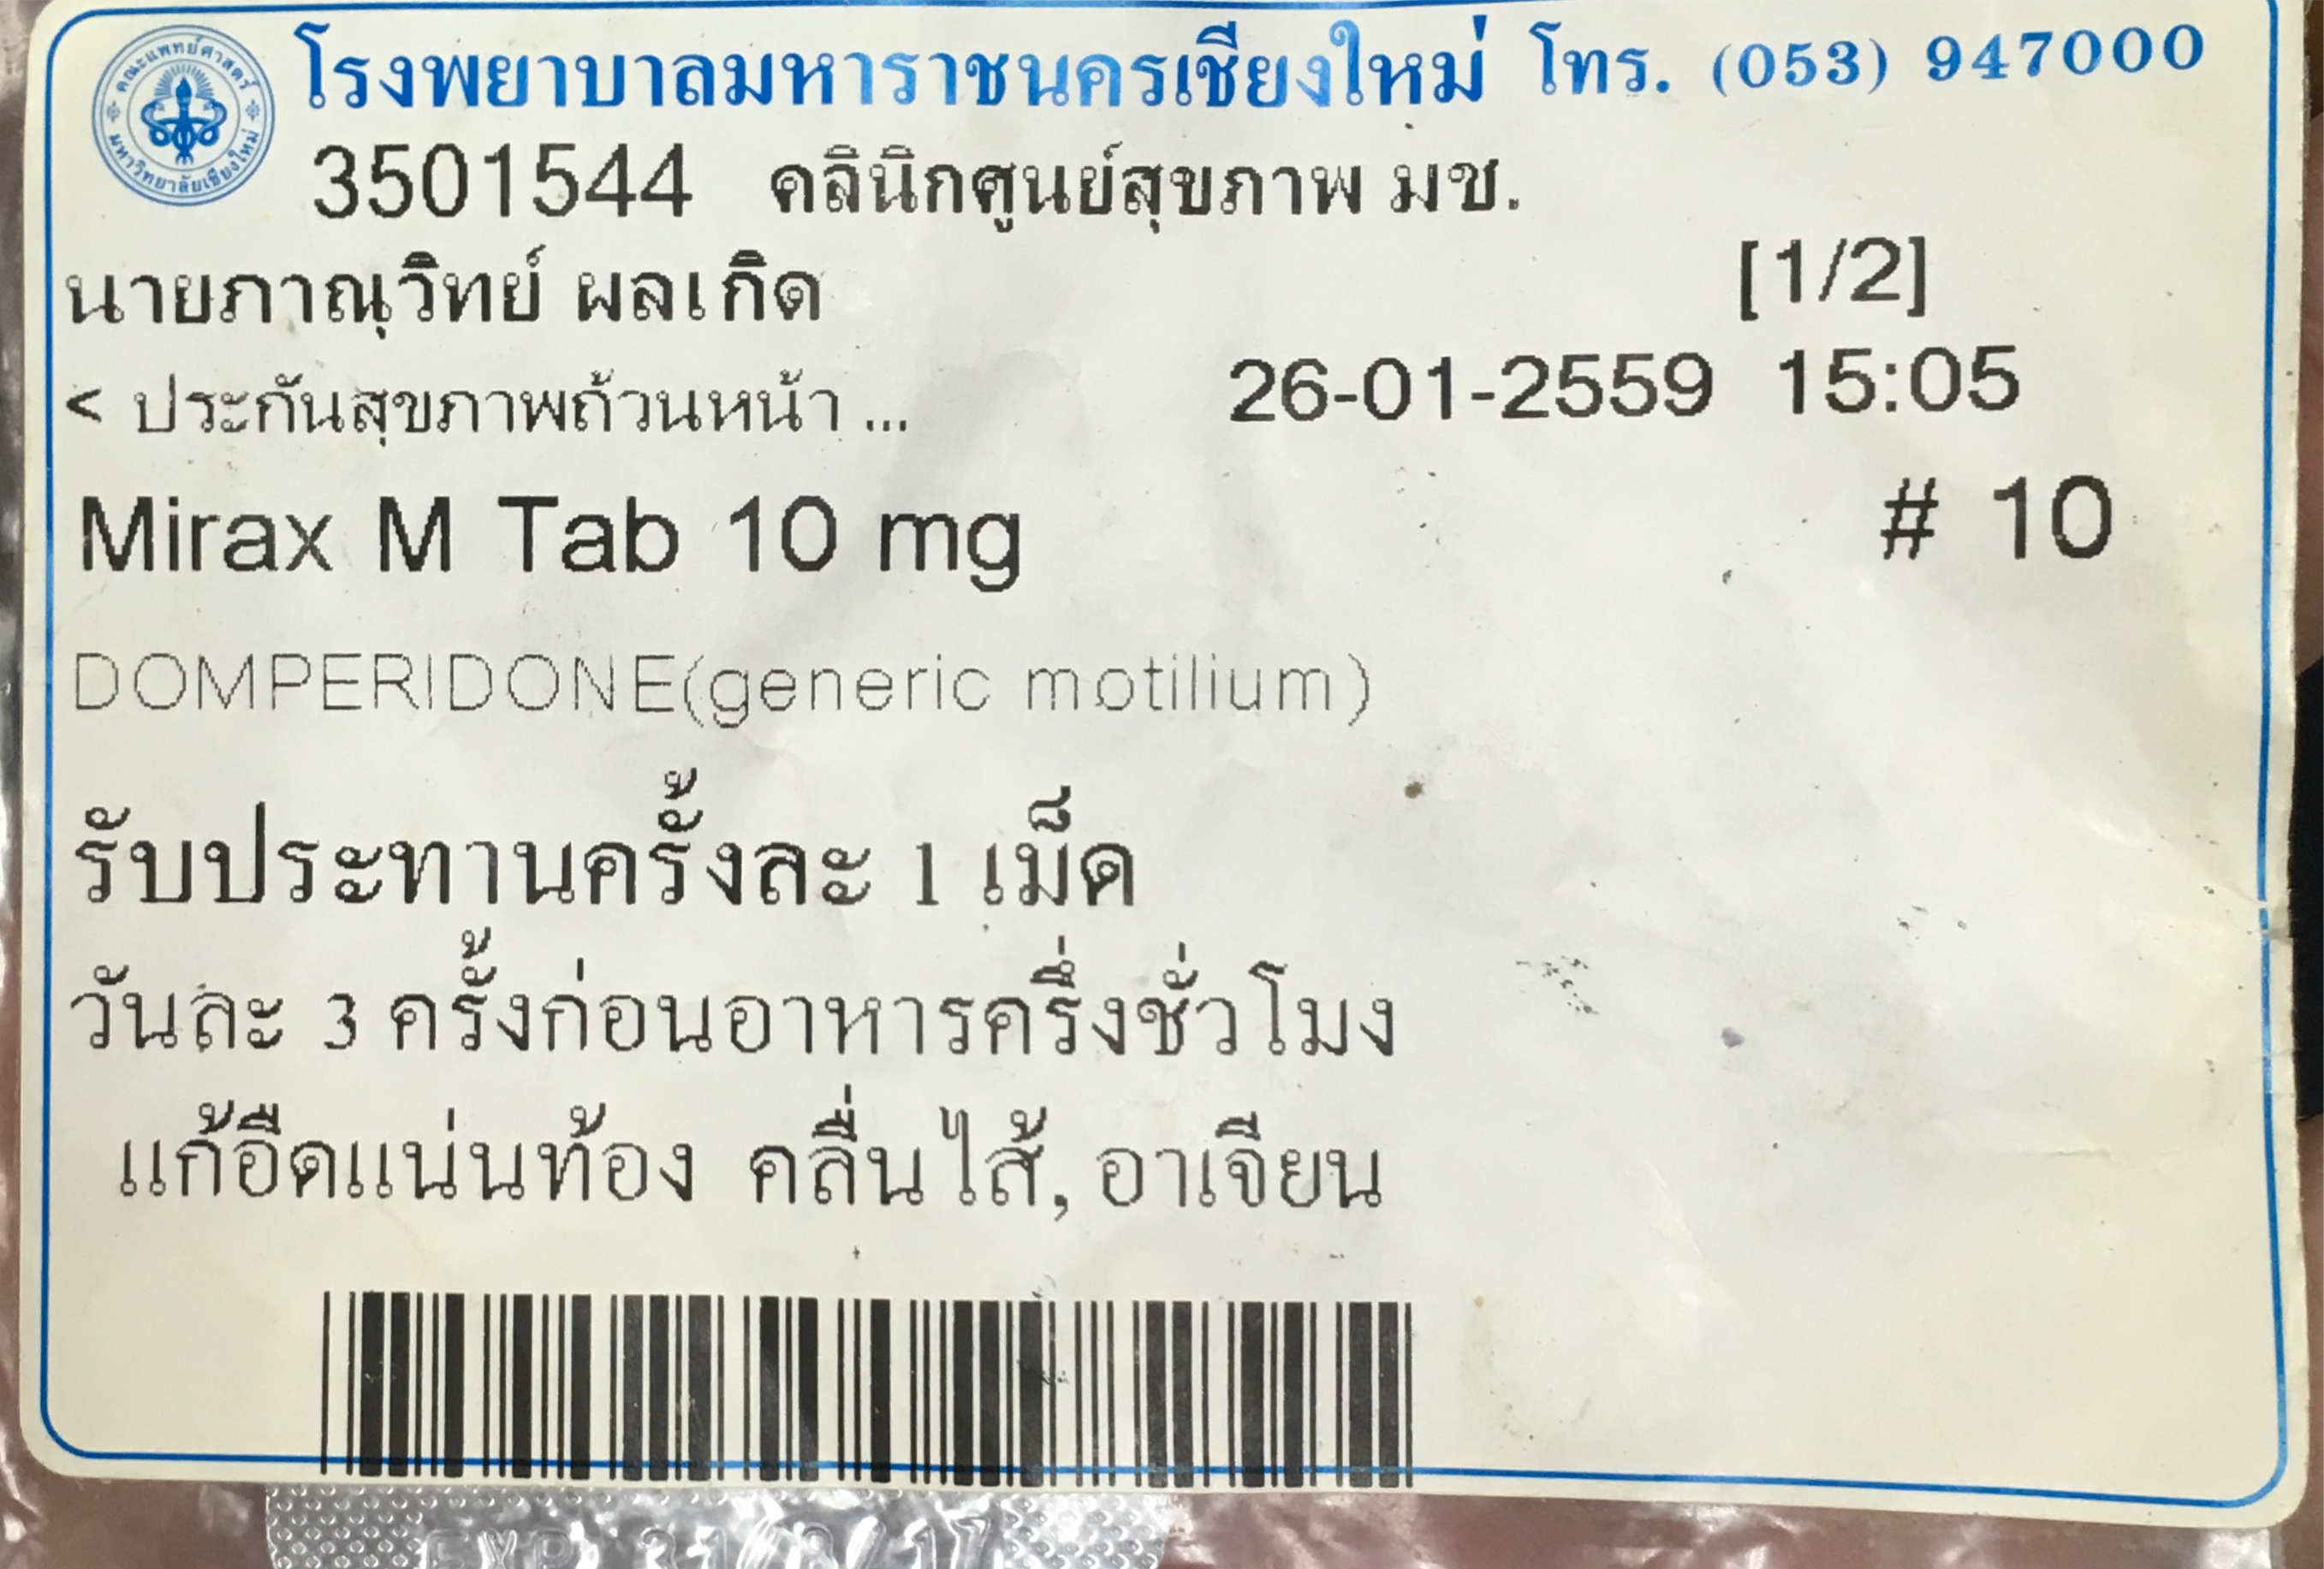 โรงพยาบาลมหาราชนครเชียงใหม่ โทร. (053) 947000
คณะแพทยศาสตร์
มหาวิทยาลัยเชียงใหม่
3501544 คลินิกศูนย์สุขภาพ มช.
นายภาณุวิทย์ ผลเกิด [1/2]
< ประกันสุขภาพถ้วนหน้า ... 26-01-2559 15:05
Mirax M Tab 10 mg # 10
DOMPERIDONE(generic motilium)
รับประทานครั้งละ 1 เม็ด
วันละ 3 ครั้งก่อนอาหารครึ่งชั่วโมง
แก้อืดแน่นท้อง คลื่นไส้, อาเจียน
EXP.